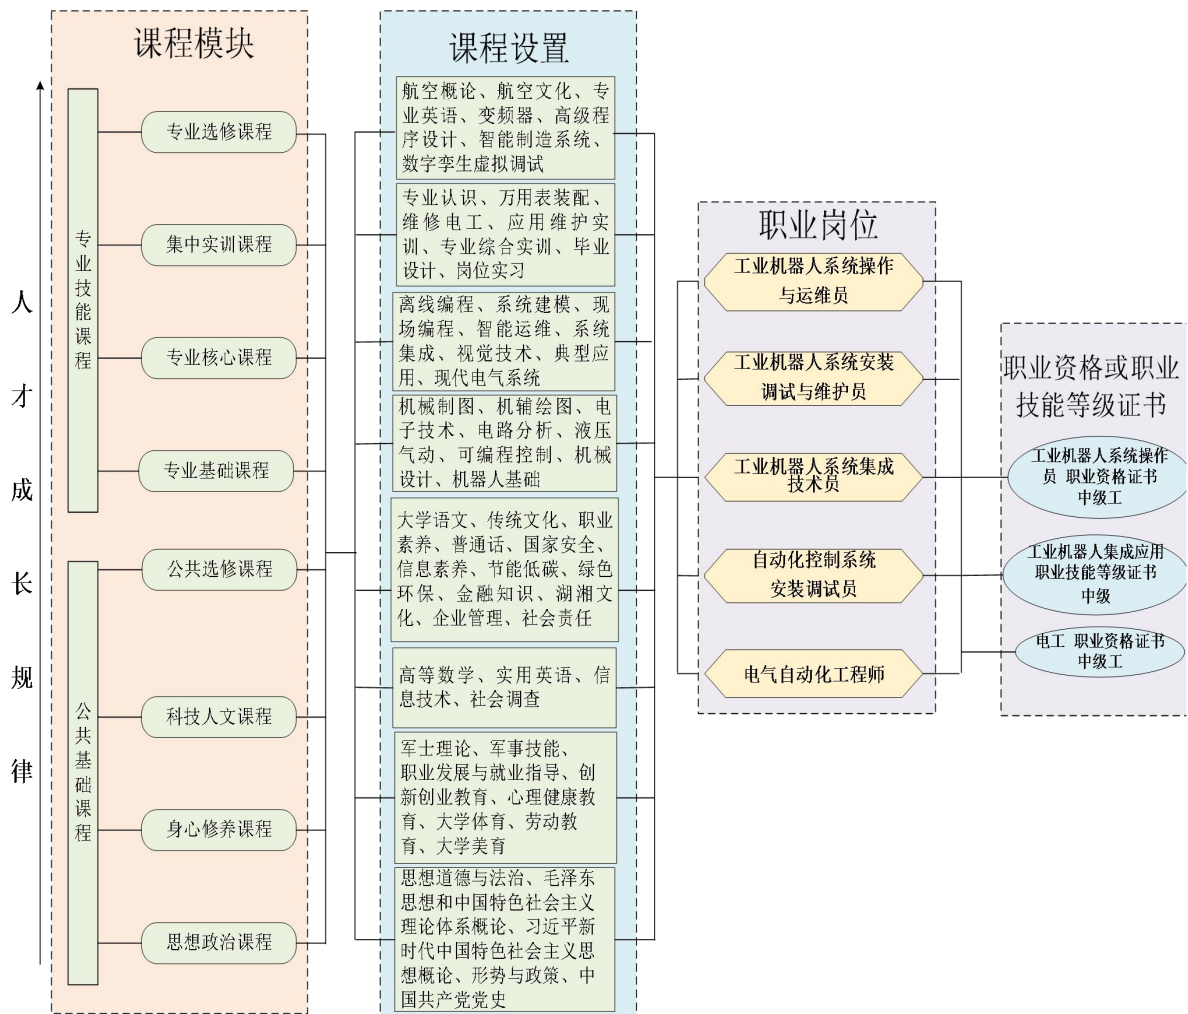 人才成长规律
课程模块
专业技能课程
专业选修课程
集中实训课程
专业核心课程
专业基础课程
公共基础课程
公共选修课程
科技人文课程
身心修养课程
思想政治课程
课程设置
航空概论、航空文化、专
业英语、变频器、高级程
序设计、智能制造系统、
数字孪生虚拟调试
专业认识、万用表装配、
维修电工、应用维护实
训、专业综合实训、毕业
设计、岗位实习
离线编程、系统建模、现
场编程、智能运维、系统
集成、视觉技术、典型应
用、现代电气系统
机械制图、机辅绘图、电
子技术、电路分析、液压
气动、可编程控制、机械
设计、机器人基础
大学语文、传统文化、职业
素养、普通话、国家安全、
信息素养、节能低碳、绿色
环保、金融知识、湖湘文
化、企业管理、社会责任
高等数学、实用英语、信
息技术、社会调查
军士理论、军事技能、
职业发展与就业指导、创
新创业教育、心理健康教
育、大学体育、劳动教
育、大学美育
思想道德与法治、毛泽东
思想和中国特色社会主义
理论体系概论、习近平新
时代中国特色社会主义思
想概论、形势与政策、中
国共产党党史
职业岗位
工业机器人系统操作
与运维员
工业机器人系统安装
调试与维护员
工业机器人系统集成
技术员
自动化控制系统
安装调试员
电气自动化工程师
职业资格或职业
技能等级证书
工业机器人系统操作
员 职业资格证书
中级工
工业机器人集成应用
职业技能等级证书
中级
电工 职业资格证书
中级工